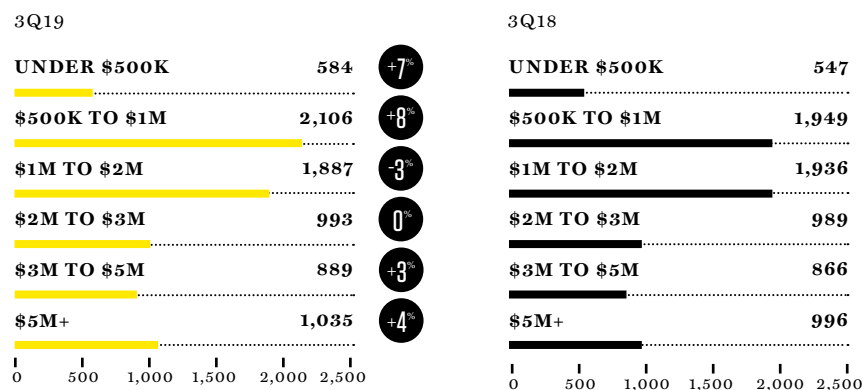 3Q19
UNDER $500K 584 +7%
$500K TO $1M 2,106 +8%
$1M TO $2M 1,887 -3%
$2M TO $3M 993 0%
$3M TO $5M 889 +3%
$5M+ 1,035 +4%
0 500 1,000 1,500 2,000 2,500
3Q18
UNDER $500K 547
$500K TO $1M 1,949
$1M TO $2M 1,936
$2M TO $3M 989
$3M TO $5M 866
$5M+ 996
0 500 1,000 1,500 2,000 2,500